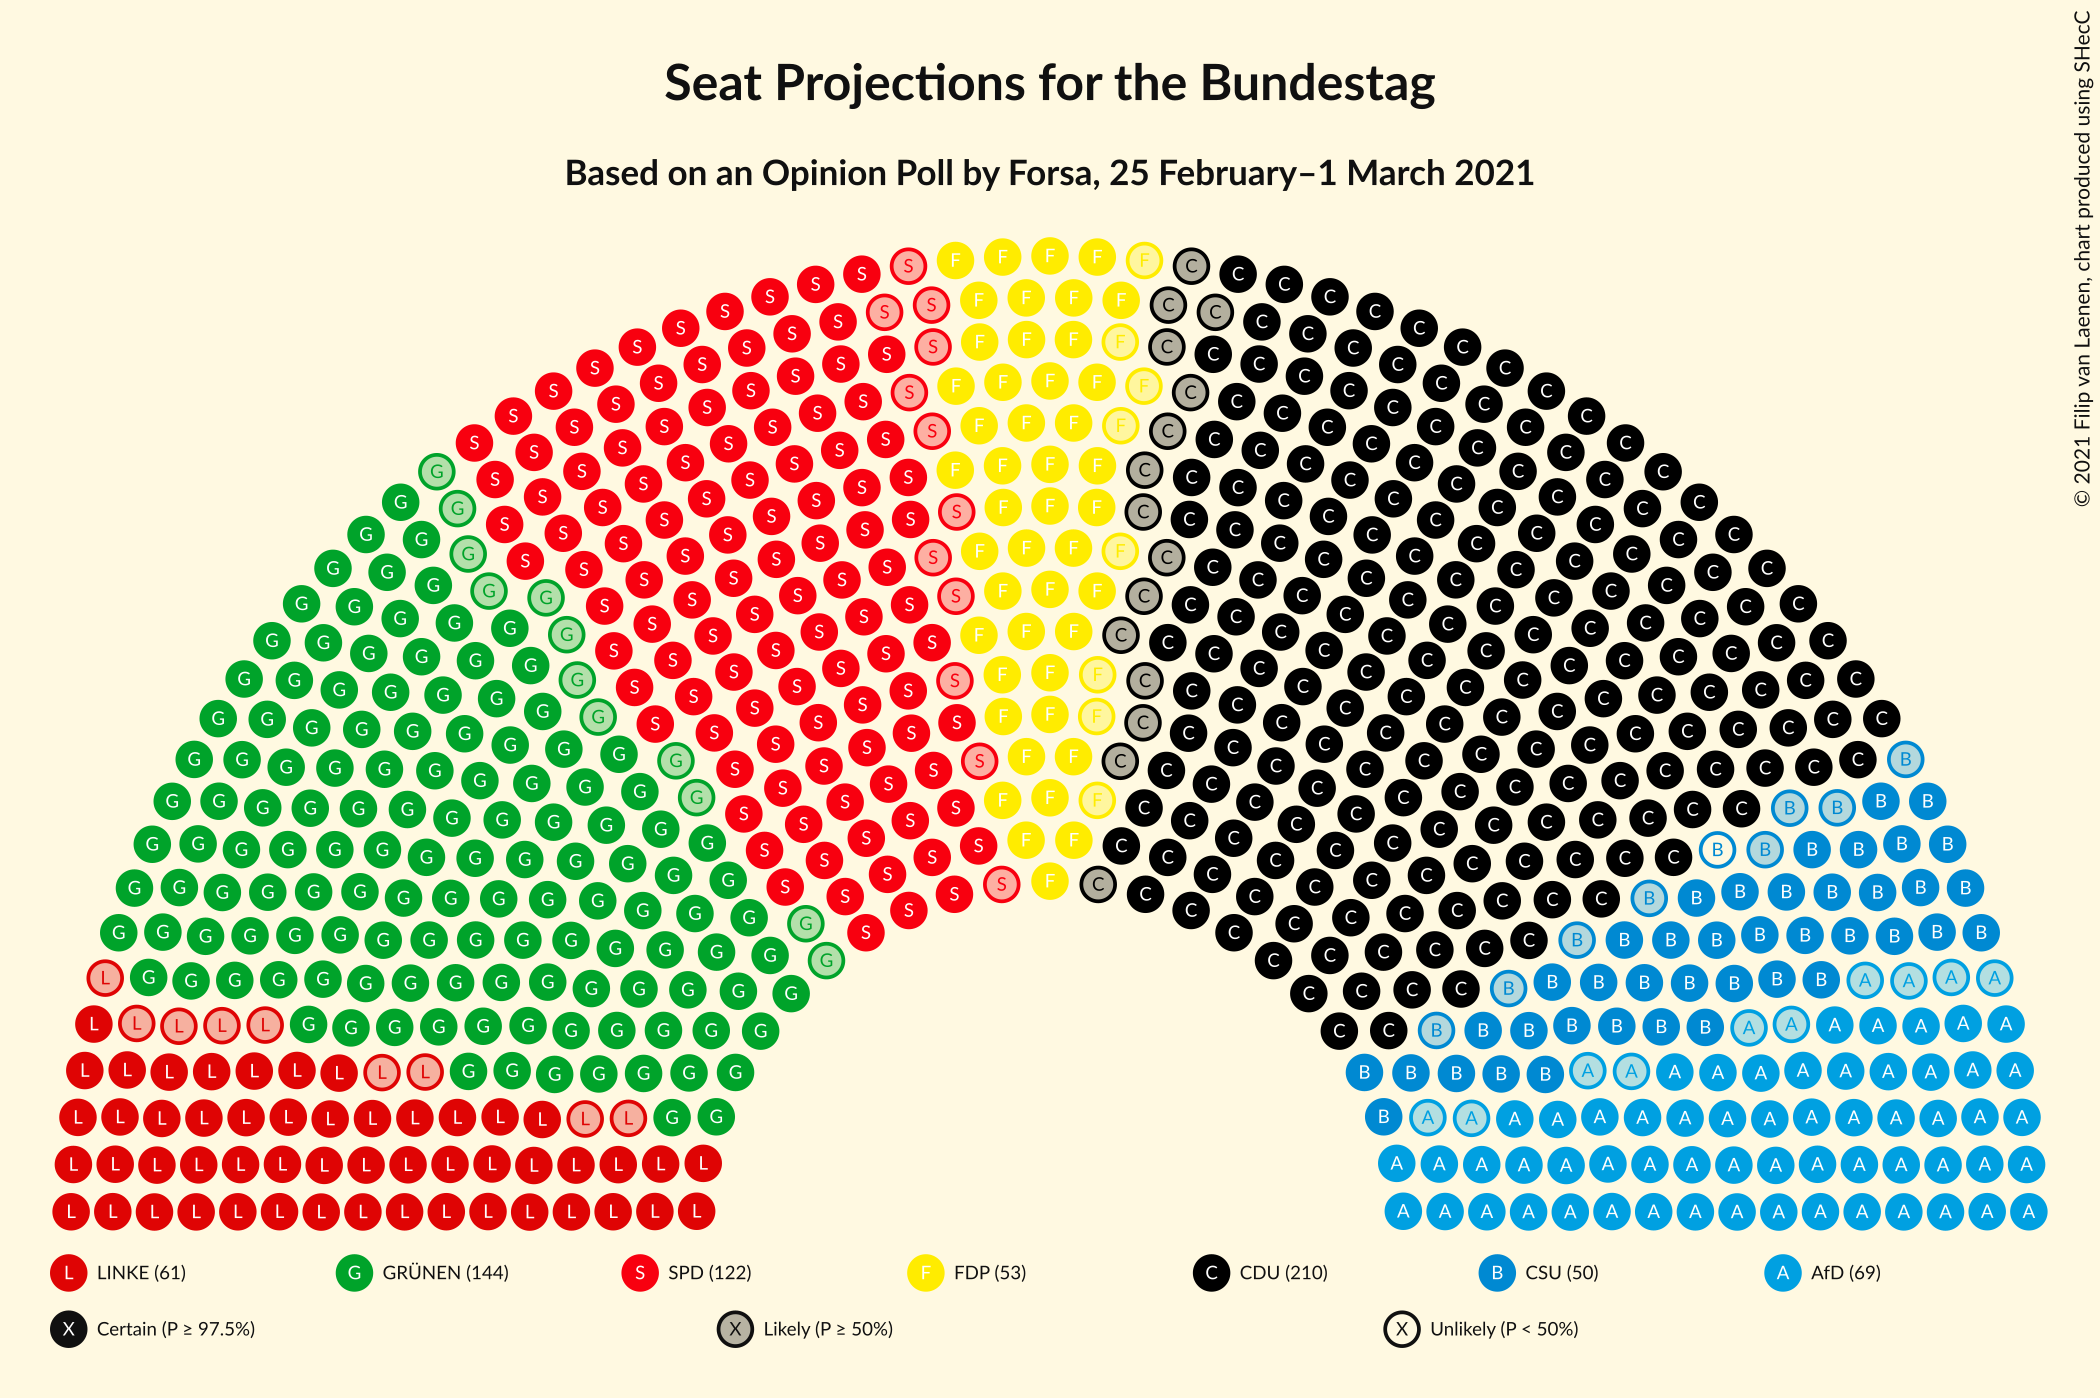 Seat Projections for the Bundestag
Based on an Opinion Poll by Forsa, 25 February–1 March 2021
© 2021 Filip van Laenen, chart produced using SHecC
L LINKE (61) G GRÜNEN (144) S SPD (122) F FDP (53) C CDU (210) B CSU (50) A AfD (69)
X Certain (P ≥ 97.5%) X Likely (P ≥ 50%) X Unlikely (P < 50%)